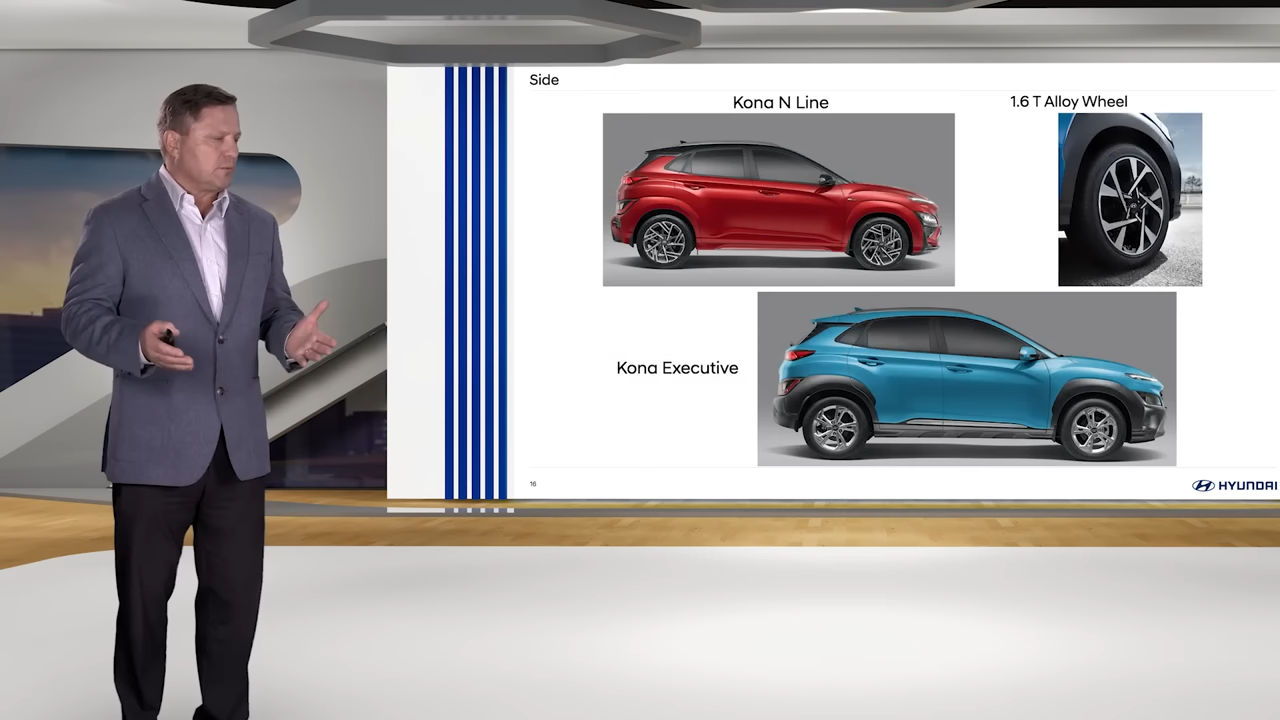 Side
Kona N Line
1.6 T Alloy Wheel
Kona Executive
16
HYUNDAI